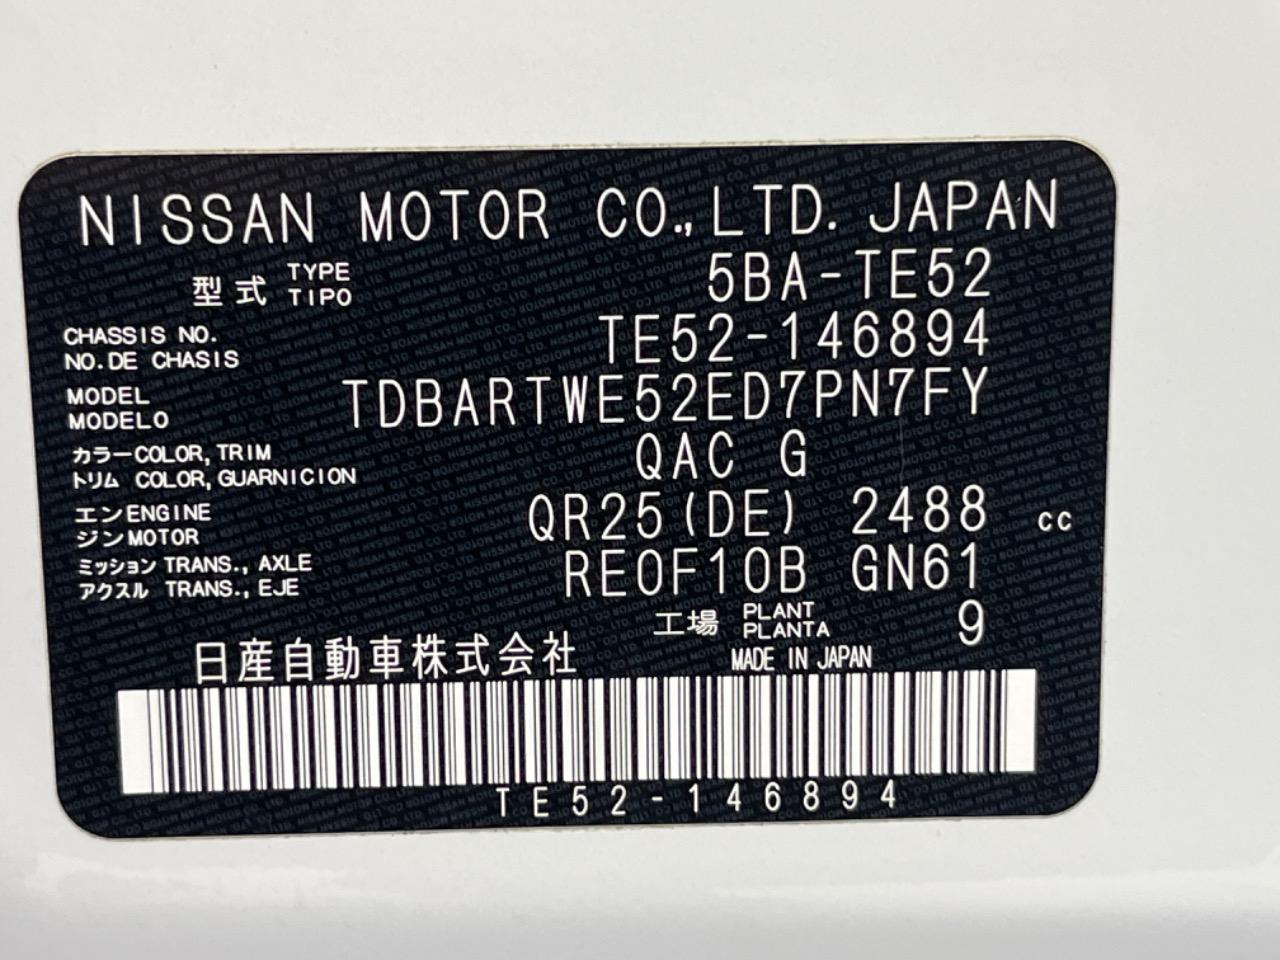 NISSAN MOTOR CO.,LTD. JAPAN
型式 TYPE TIPO 5BA-TE52
CHASSIS NO. NO.DE CHASIS TE52-146894
MODEL MODELO TDBARTWE52ED7PN7FY
カラーCOLOR,TRIM
トリム COLOR,GUARNICION QAC G
エンENGINE
ジンMOTOR QR25(DE) 2488 cc
ミッション TRANS., AXLE
アクスル TRANS., EJE RE0F10B GN61
工場 PLANT PLANTA 9
日産自動車株式会社 MADE IN JAPAN
TE52-146894